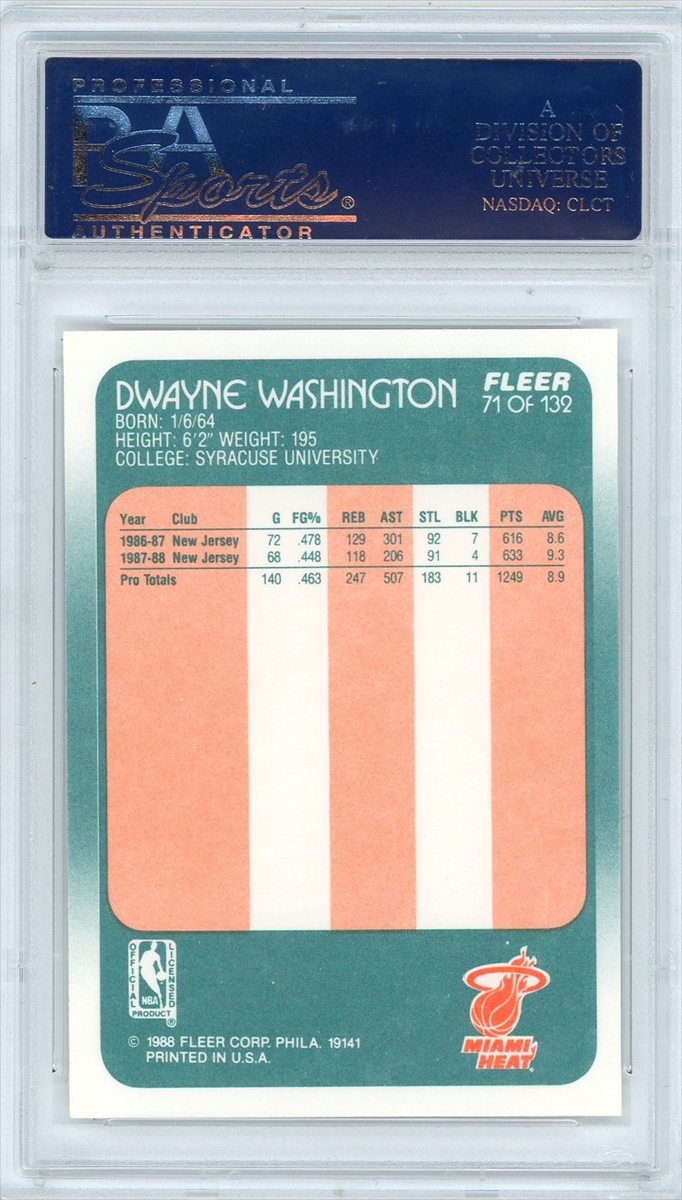 PROFESSIONAL
PSA
Sports®
AUTHENTICATOR
A
DIVISION OF
COLLECTORS
UNIVERSE
NASDAQ: CLCT
DWAYNE WASHINGTON
FLEER
71 OF 132
BORN: 1/6/64
HEIGHT: 6'2" WEIGHT: 195
COLLEGE: SYRACUSE UNIVERSITY
Year Club G FG% REB AST STL BLK PTS AVG
1986-87 New Jersey 72 .478 129 301 92 7 616 8.6
1987-88 New Jersey 68 .448 118 206 91 4 633 9.3
Pro Totals 140 .463 247 507 183 11 1249 8.9
OFFICIAL
LICENSED
NBA
PRODUCT
®
MIAMI
HEAT
© 1988 FLEER CORP. PHILA. 19141
PRINTED IN U.S.A.